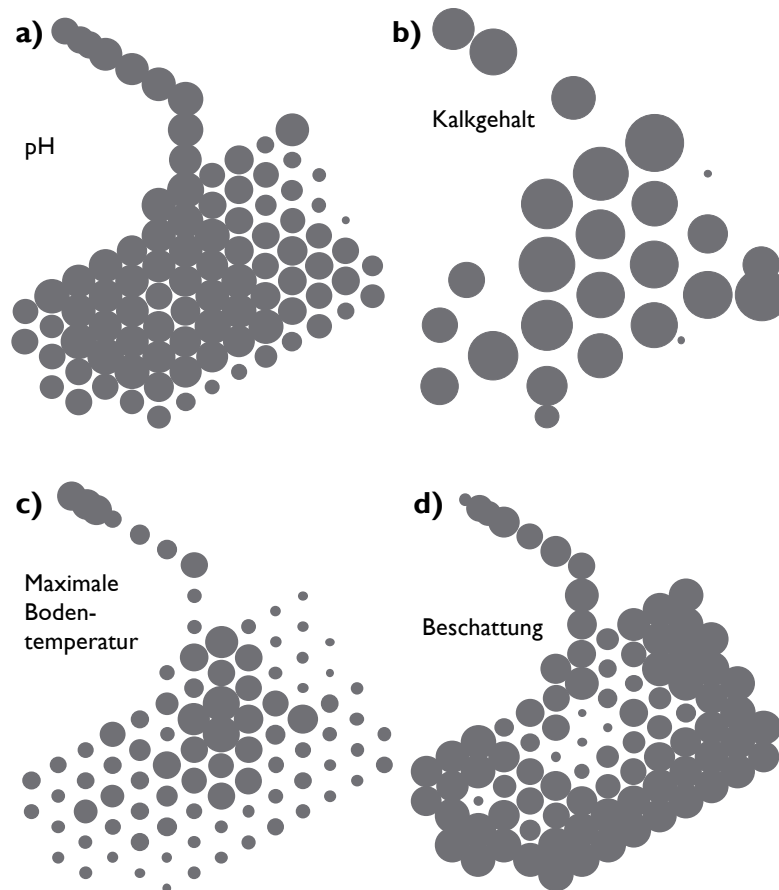 a)
pH
b)
Kalkgehalt
c)
Maximale
Boden-
temperatur
d)
Beschattung